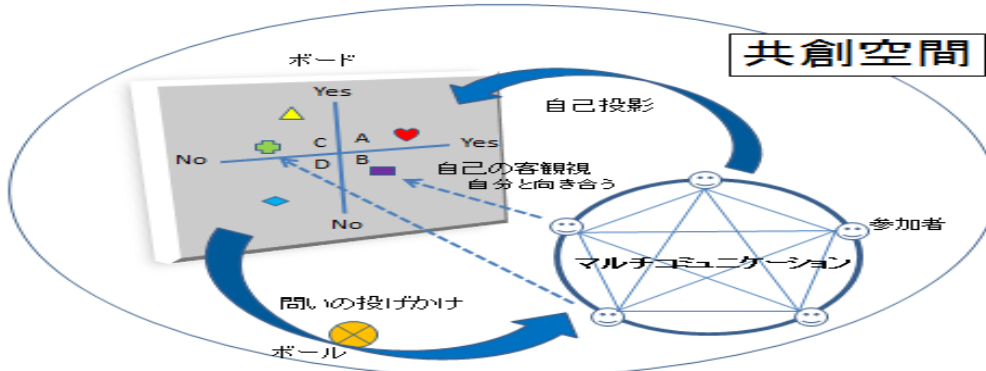 共創空間
ボード
自己投影
Yes
C A
No
Yes
D B
自己の客観視
自分と向き合う
No
参加者
マルチコミュニケーション
問いの投げかけ
ボール